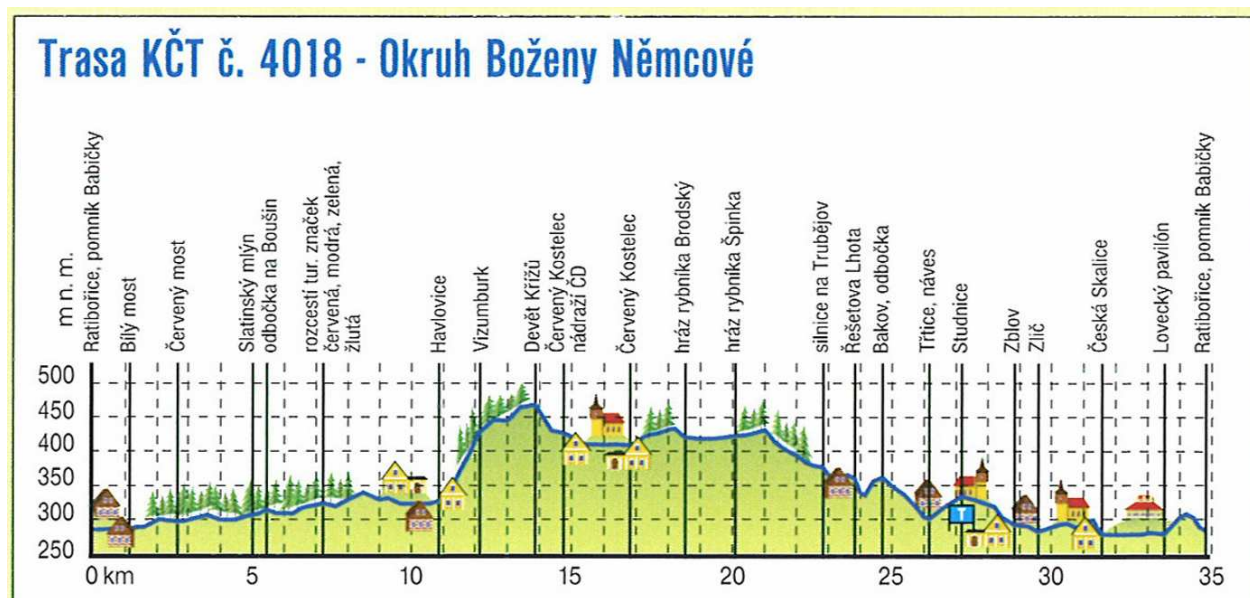 Trasa KČT č. 4018 - Okruh Boženy Němcové
m n. m.
Ratibořice, pomník Babičky
Bílý most
Červený most
Slatinský mlýn
odbočka na Boušin
rozcestí tur. značek
červená, modrá, zelená,
žlutá
Havlovice
Vizumburk
Devět Křížů
Červený Kostelec
nádraží ČD
Červený Kostelec
hráz rybníka Brodský
hráz rybníka Špinka
silnice na Trubějov
Řešetova Lhota
Bakov, odbočka
Třtice, náves
Studnice
Zblov
Zlíč
Česká Skalice
Lovecký pavilón
Ratibořice, pomník Babičky
500
450
400
350
300
250
T
0 km 5 10 15 20 25 30 35